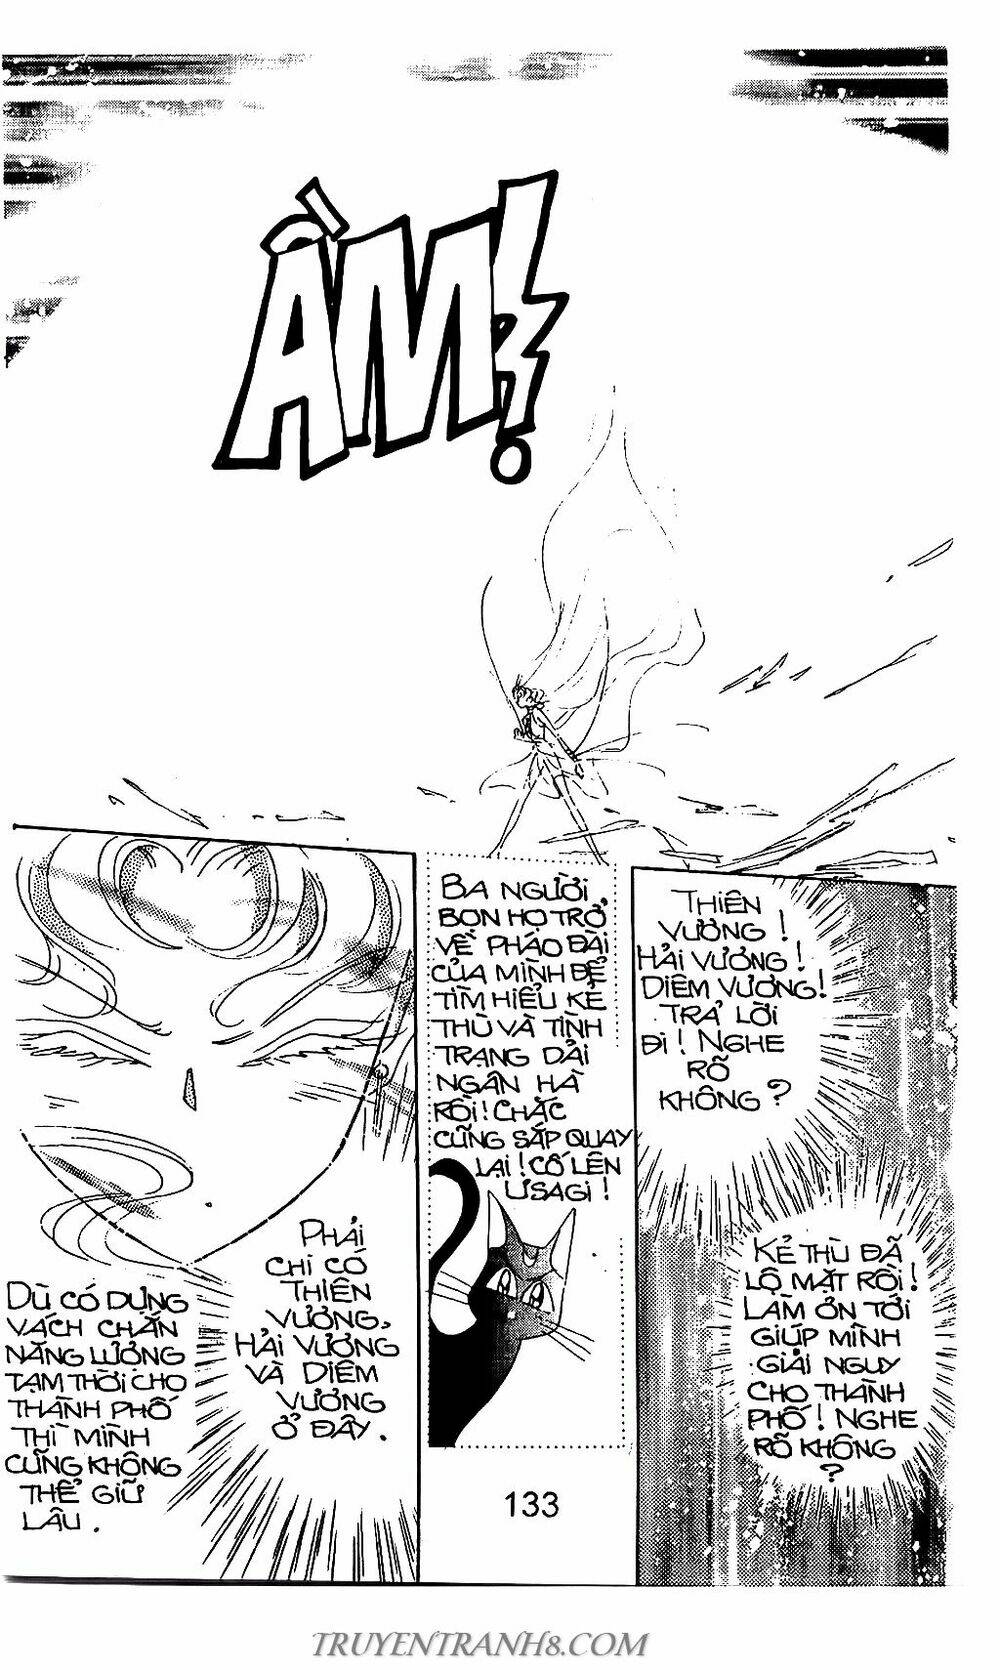 ẦM!
BA NGƯỜI,
BỌN HỌ TRỞ
VỀ PHÁO ĐÀI
CỦA MÌNH ĐỂ
TÌM HIỂU KẺ
THÙ VÀ TÌNH
TRẠNG DẢI
NGÂN HÀ
RỒI! CHẮC
CŨNG SẮP QUAY
LẠI! CỐ LÊN
ƯSAGI!
THIÊN
VƯƠNG!
HẢI VƯƠNG!
DIÊM VƯƠNG!
TRẢ LỜI
ĐI! NGHE
RÕ
KHÔNG?
KẺ THÙ ĐÃ
LỘ MẶT RỒI!
LÀM ƠN TỚI
GIÚP MÌNH
GIẢI NGUY
CHO THÀNH
PHỐ! NGHE
RÕ KHÔNG
?
PHẢI
CHI CÓ
THIÊN
VƯƠNG,
HẢI VƯƠNG
VÀ DIÊM
VƯƠNG
Ở ĐÂY.
DÙ CÓ DỰNG
VÁCH CHẮN
NĂNG LƯỢNG
TẠM THỜI CHO
THÀNH PHỐ
THÌ MÌNH
CŨNG KHÔNG
THỂ GIỮ
LÂU.
133
TRUYENTRANH8.COM